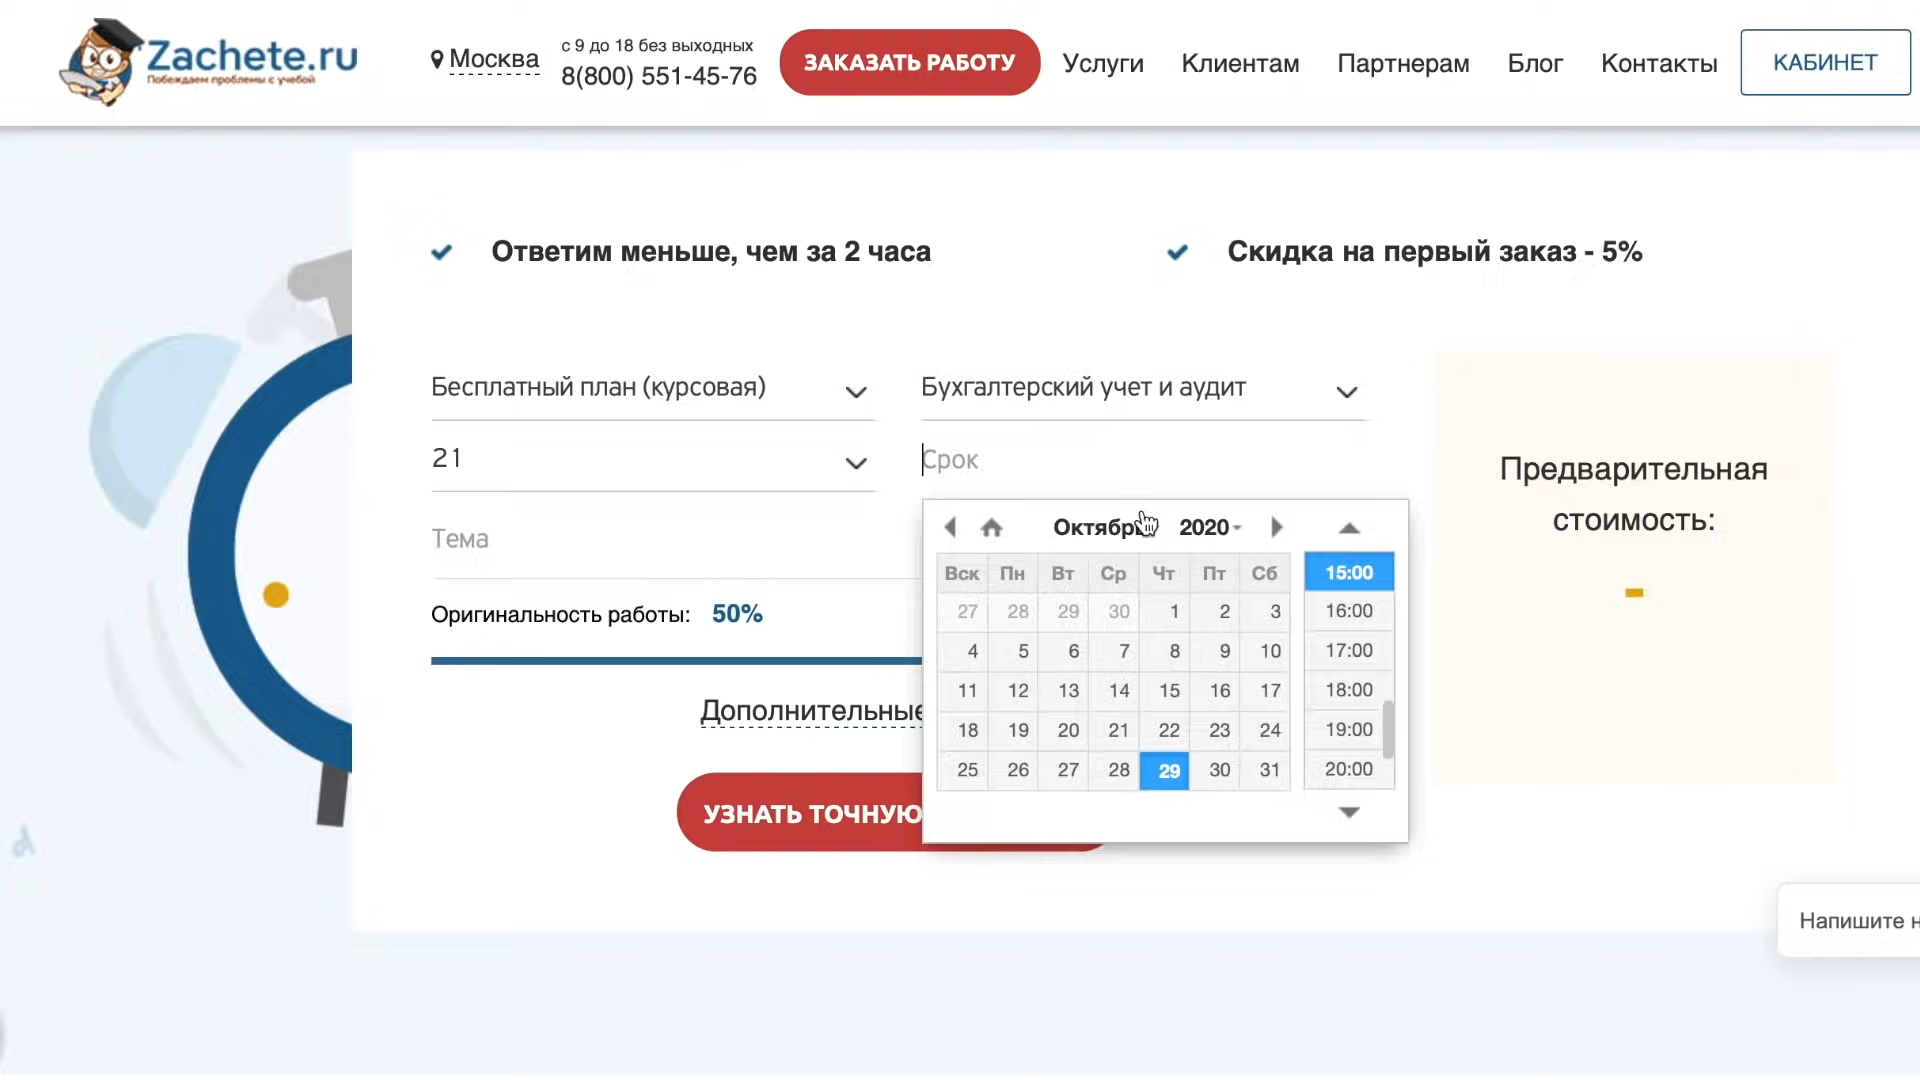 Zachete.ru
Побеждаем проблемы с учебой
Москва
с 9 до 18 без выходных
8(800) 551-45-76
ЗАКАЗАТЬ РАБОТУ
Услуги
Клиентам
Партнерам
Блог
Контакты
КАБИНЕТ
Ответим меньше, чем за 2 часа
Скидка на первый заказ - 5%
Бесплатный план (курсовая)
Бухгалтерский учет и аудит
21
Срок
Тема
Оригинальность работы: 50%
Дополнительные
УЗНАТЬ ТОЧНУЮ
Октябрь 2020
Вск Пн Вт Ср Чт Пт Сб
27 28 29 30 1 2 3
4 5 6 7 8 9 10
11 12 13 14 15 16 17
18 19 20 21 22 23 24
25 26 27 28 29 30 31
15:00
16:00
17:00
18:00
19:00
20:00
Предварительная
стоимость:
-
Напишите